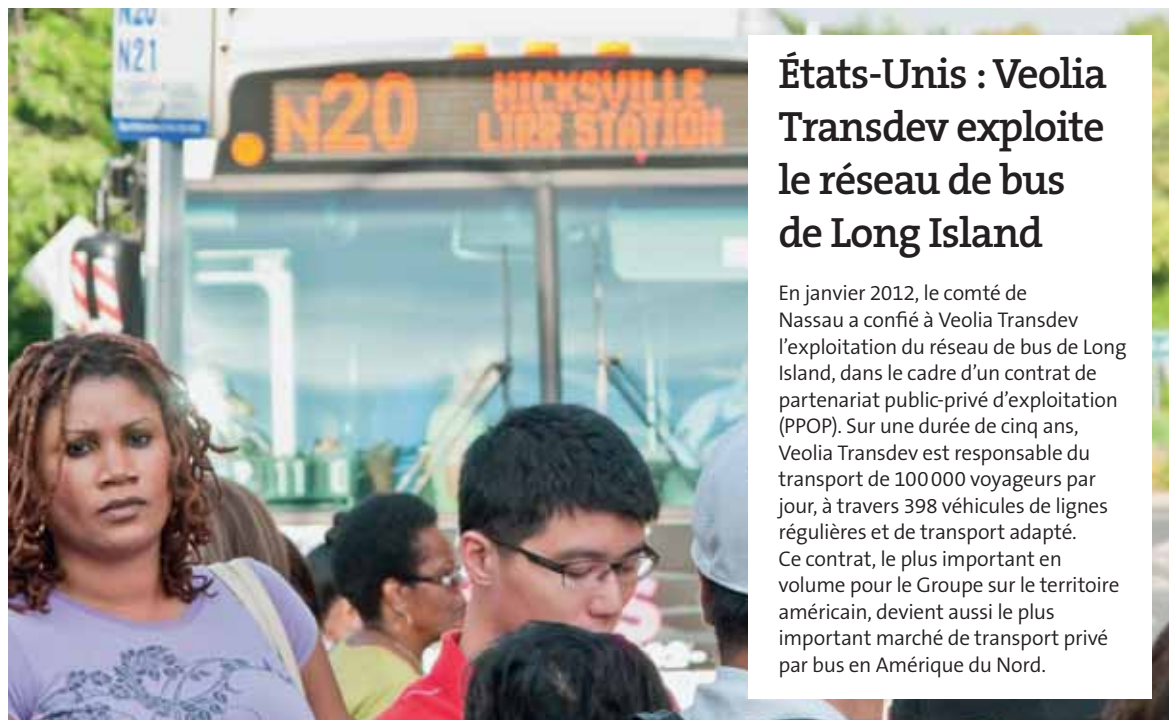 N20
N21
N20 HICKSVILLE
LIRR STATION
États-Unis : Veolia
Transdev exploite
le réseau de bus
de Long Island
En janvier 2012, le comté de
Nassau a confié à Veolia Transdev
l’exploitation du réseau de bus de Long
Island, dans le cadre d’un contrat de
partenariat public-privé d’exploitation
(PPOP). Sur une durée de cinq ans,
Veolia Transdev est responsable du
transport de 100 000 voyageurs par
jour, à travers 398 véhicules de lignes
régulières et de transport adapté.
Ce contrat, le plus important en
volume pour le Groupe sur le territoire
américain, devient aussi le plus
important marché de transport privé
par bus en Amérique du Nord.